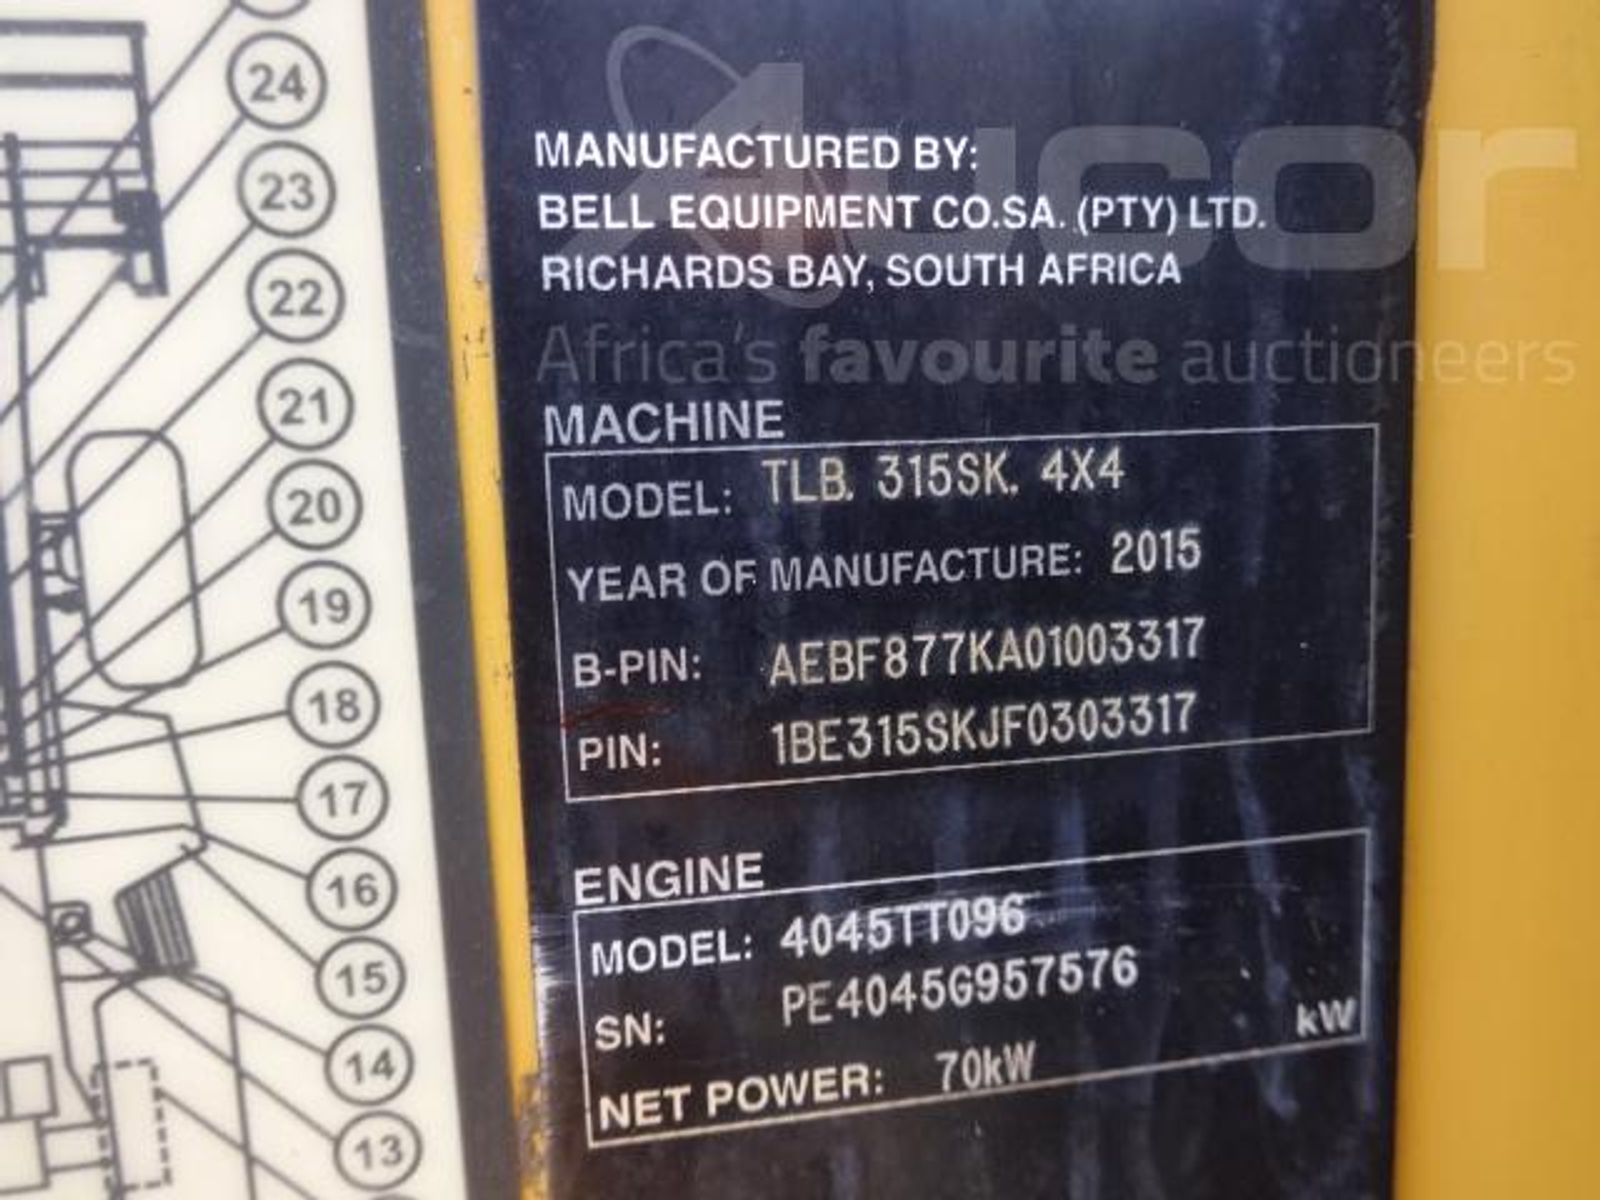 24
23
22
21
20
19
18
17
16
15
14
13
Aucor
Africa's favourite auctioneers
MANUFACTURED BY:
BELL EQUIPMENT CO.SA. (PTY) LTD.
RICHARDS BAY, SOUTH AFRICA
MACHINE
MODEL: TLB. 315SK. 4X4
YEAR OF MANUFACTURE: 2015
B-PIN: AEBF877KA01003317
PIN: 1BE315SKJF0303317
ENGINE
MODEL: 4045TT096
SN: PE4045G957576
NET POWER: 70kW kW